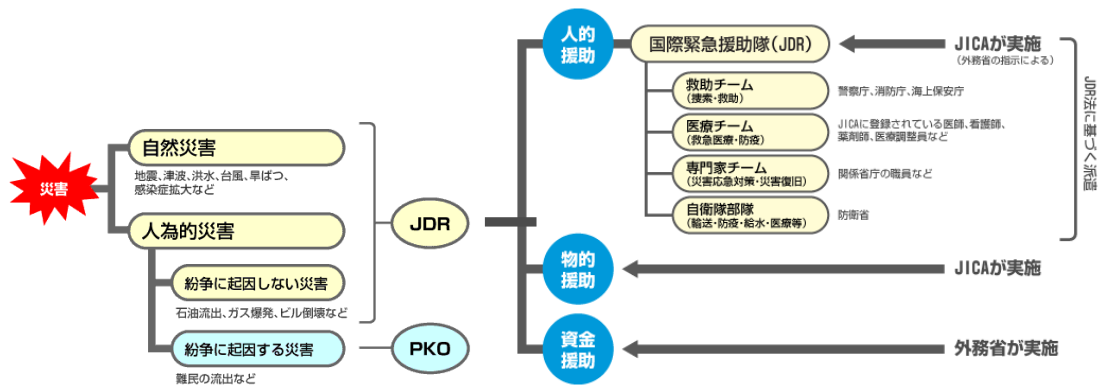 災害
自然災害
地震、津波、洪水、台風、旱ばつ、
感染症拡大など
人為的災害
紛争に起因しない災害
石油流出、ガス爆発、ビル倒壊など
紛争に起因する災害
難民の流出など
JDR
PKO
人的
援助
国際緊急援助隊(JDR)
JICAが実施
(外務省の指示による)
救助チーム
(捜索・救助)
警察庁、消防庁、海上保安庁
医療チーム
(救急医療・防疫)
JICAに登録されている医師、看護師、
薬剤師、医療調整員など
専門家チーム
(災害応急対策・災害復旧)
関係省庁の職員など
自衛隊部隊
(輸送・防疫・給水・医療等)
防衛省
JDR法に基づく派遣
物的
援助
JICAが実施
資金
援助
外務省が実施